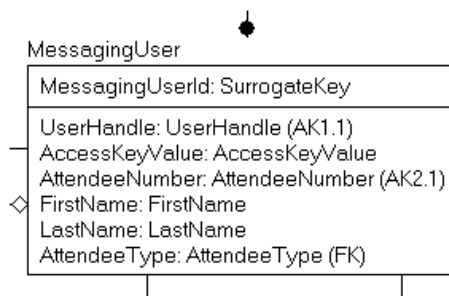 MessagingUser
MessagingUserId: SurrogateKey
UserHandle: UserHandle (AK1.1)
AccessKeyValue: AccessKeyValue
AttendeeNumber: AttendeeNumber (AK2.1)
FirstName: FirstName
LastName: LastName
AttendeeType: AttendeeType (FK)